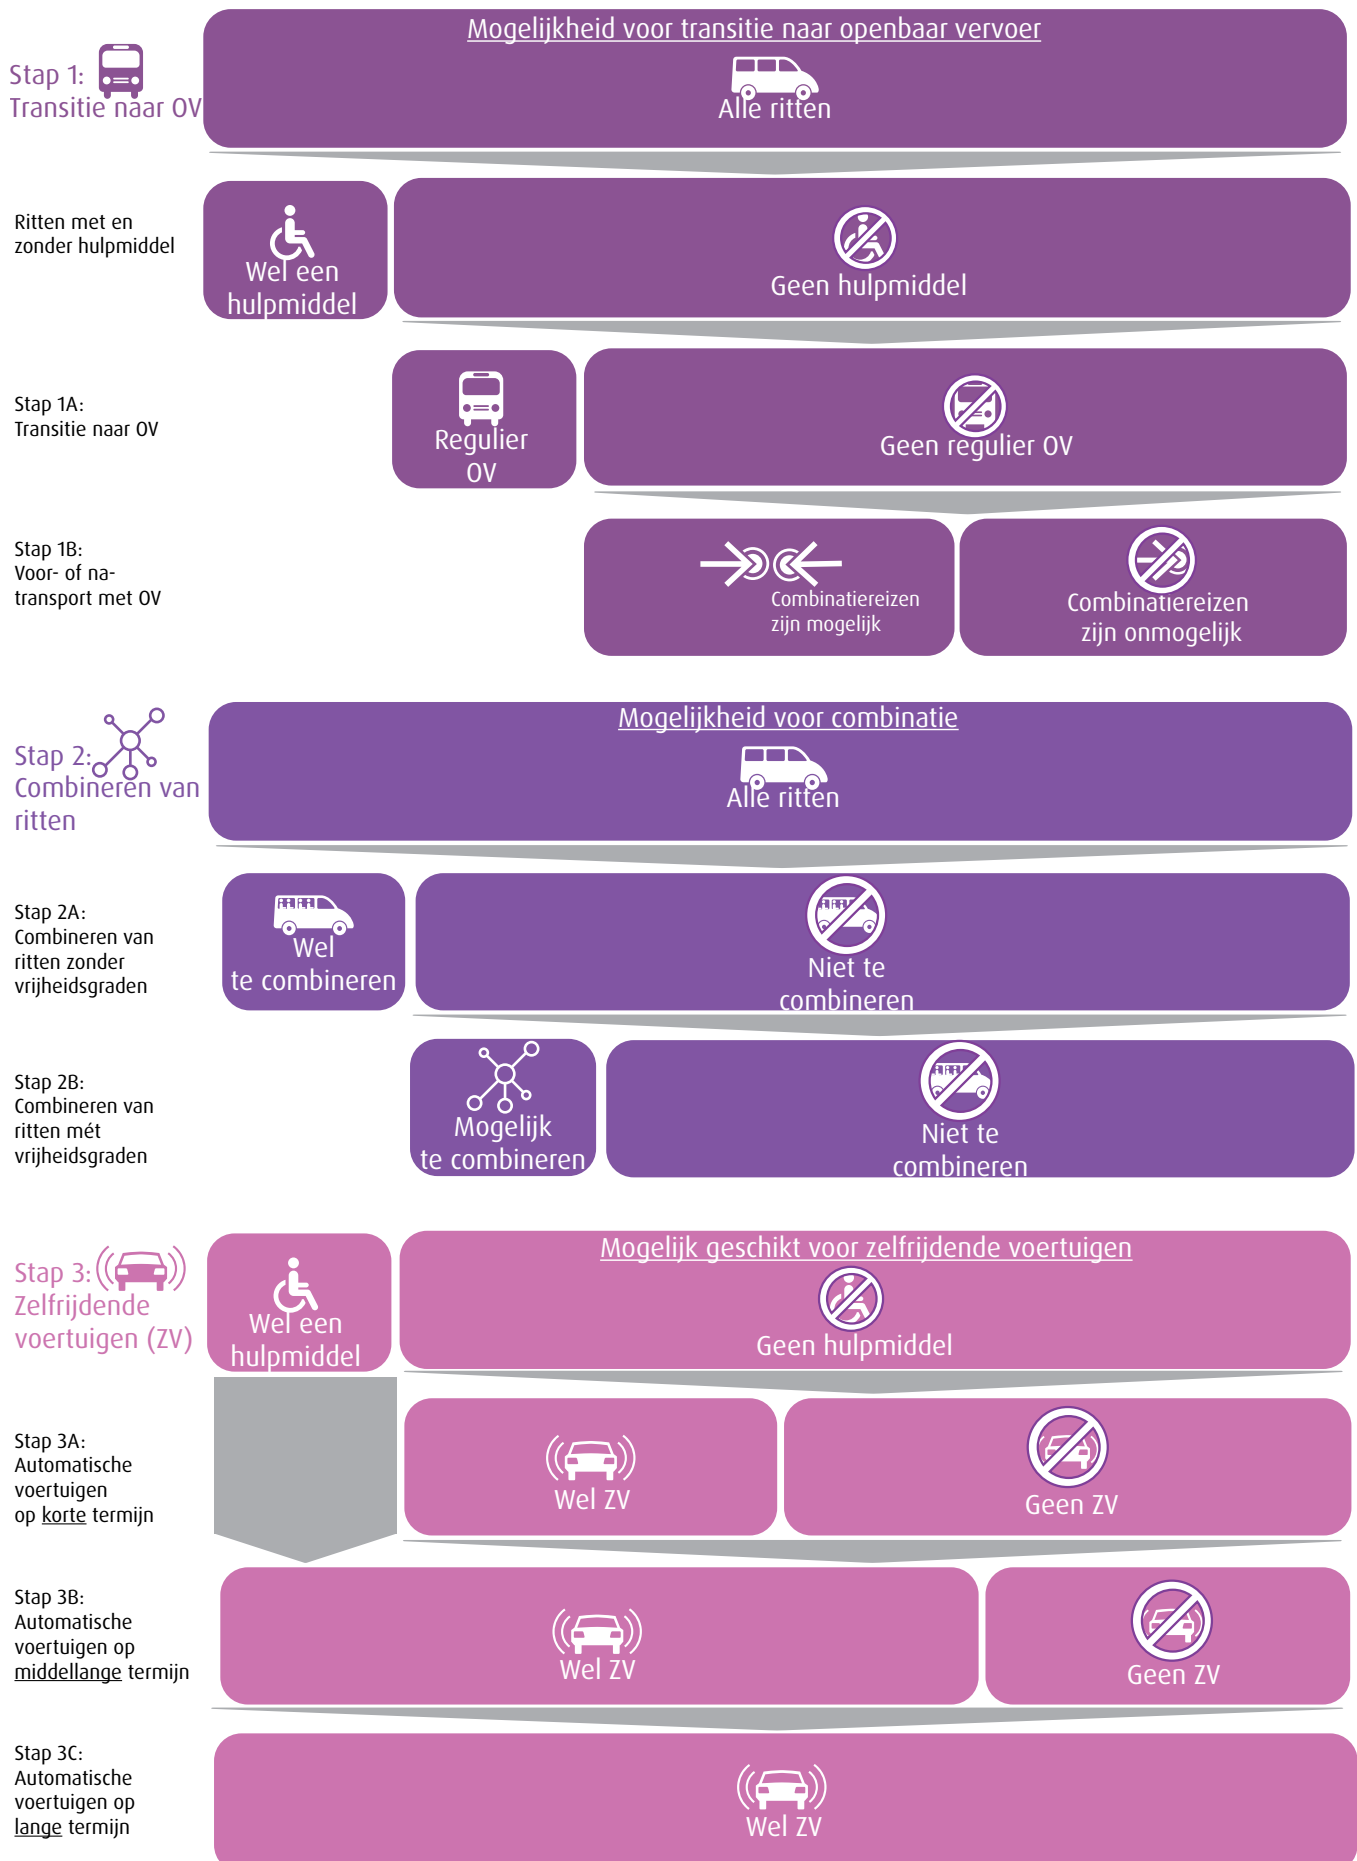 Mogelijkheid voor transitie naar openbaar vervoer
Stap 1:
Transitie naar OV
Alle ritten
Ritten met en
zonder hulpmiddel
Wel een
hulpmiddel
Geen hulpmiddel
Stap 1A:
Transitie naar OV
Regulier
OV
Geen regulier OV
Stap 1B:
Voor- of na-
transport met OV
Combinatiereizen
zijn mogelijk
Combinatiereizen
zijn onmogelijk
Mogelijkheid voor combinatie
Stap 2:
Combineren van
ritten
Alle ritten
Stap 2A:
Combineren van
ritten zonder
vrijheidsgraden
Wel
te combineren
Niet te
combineren
Stap 2B:
Combineren van
ritten mét
vrijheidsgraden
Mogelijk
te combineren
Niet te
combineren
Stap 3:
Zelfrijdende
voertuigen (ZV)
Wel een
hulpmiddel
Mogelijk geschikt voor zelfrijdende voertuigen
Geen hulpmiddel
Stap 3A:
Automatische
voertuigen
op korte termijn
Wel ZV
Geen ZV
Stap 3B:
Automatische
voertuigen op
middellange termijn
Wel ZV
Geen ZV
Stap 3C:
Automatische
voertuigen op
lange termijn
Wel ZV